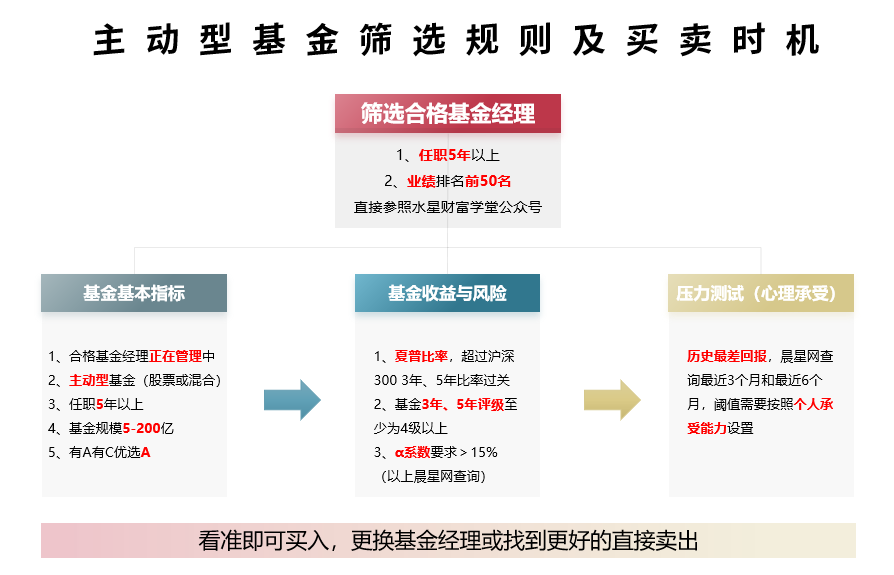 主动型基金筛选规则及买卖时机
筛选合格基金经理
1、任职5年以上
2、业绩排名前50名
直接参照水星财富学堂公众号
基金基本指标
1、合格基金经理正在管理中
2、主动型基金（股票或混合）
3、任职5年以上
4、基金规模5-200亿
5、有A有C优选A
基金收益与风险
1、夏普比率，超过沪深
300 3年、5年比率过关
2、基金3年、5年评级至
少为4级以上
3、α系数要求＞15%
（以上晨星网查询）
压力测试（心理承受）
历史最差回报，晨星网查
询最近3个月和最近6个
月，阈值需要按照个人承
受能力设置
看准即可买入，更换基金经理或找到更好的直接卖出